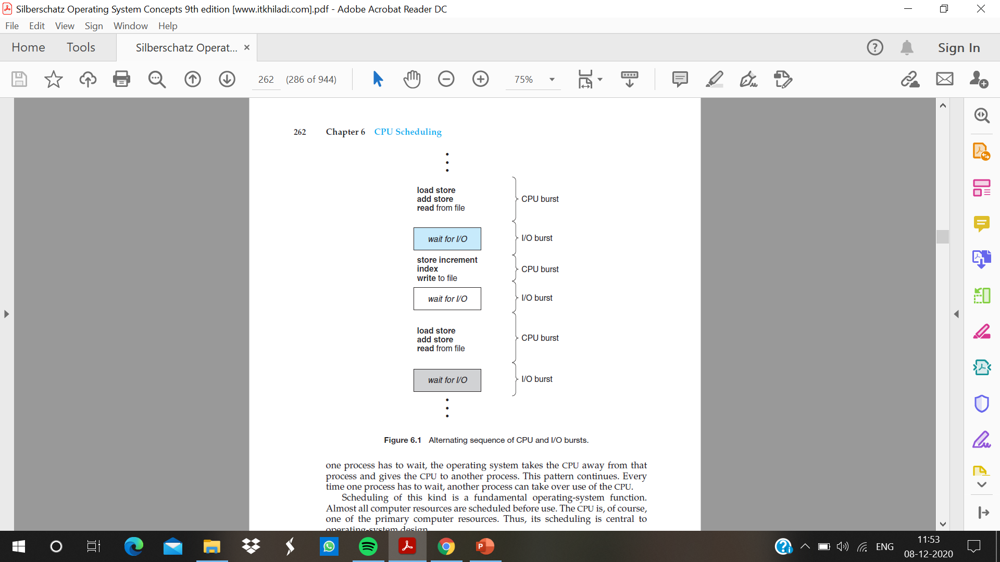 Silberschatz Operating System Concepts 9th edition [www.itkhiladi.com].pdf - Adobe Acrobat Reader DC
File Edit View Sign Window Help
Home Tools Silberschatz Operat... × Sign In
262 (286 of 944) 75%
262 Chapter 6 CPU Scheduling
load store
add store
read from file
CPU burst
wait for I/O
I/O burst
store increment
index
write to file
CPU burst
wait for I/O
I/O burst
load store
add store
read from file
CPU burst
wait for I/O
I/O burst
Figure 6.1 Alternating sequence of CPU and I/O bursts.
one process has to wait, the operating system takes the CPU away from that
process and gives the CPU to another process. This pattern continues. Every
time one process has to wait, another process can take over use of the CPU.
Scheduling of this kind is a fundamental operating-system function.
Almost all computer resources are scheduled before use. The CPU is, of course,
one of the primary computer resources. Thus, its scheduling is central to
operating-system design.
ENG
11:53
08-12-2020